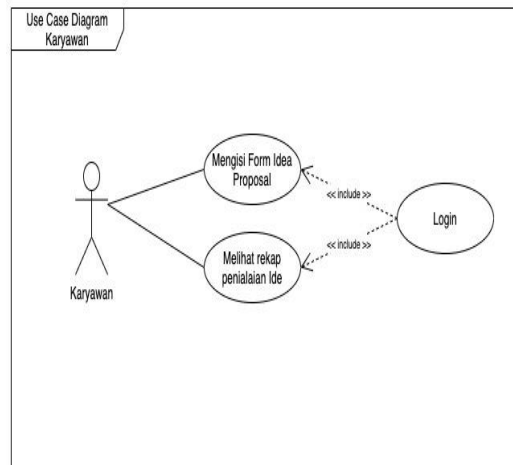 Use Case Diagram
Karyawan
Mengisi Form Idea
Proposal
<< include >>
Login
<< include >>
Melihat rekap
penialaian Ide
Karyawan